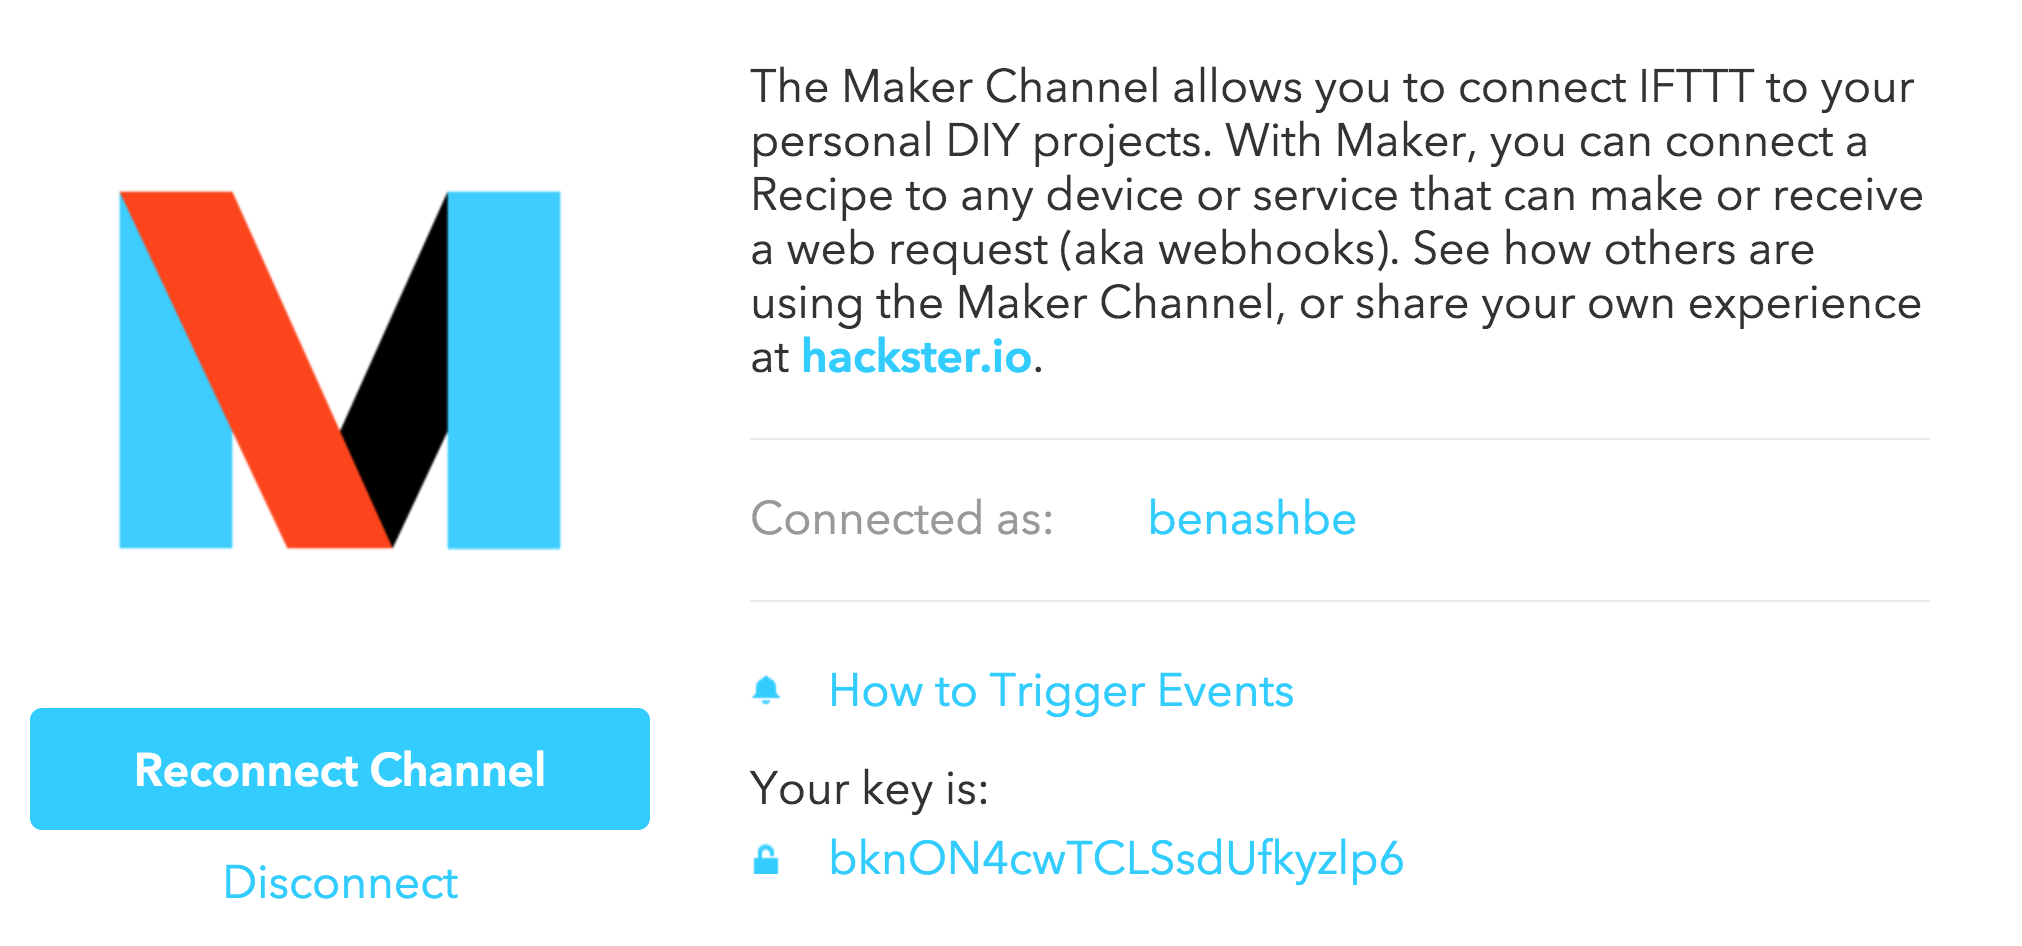 The Maker Channel allows you to connect IFTTT to your
personal DIY projects. With Maker, you can connect a
Recipe to any device or service that can make or receive
a web request (aka webhooks). See how others are
using the Maker Channel, or share your own experience
at hackster.io.
Connected as: benashbe
How to Trigger Events
Your key is:
bknON4cwTCLSsdUfkyzlp6
Reconnect Channel
Disconnect